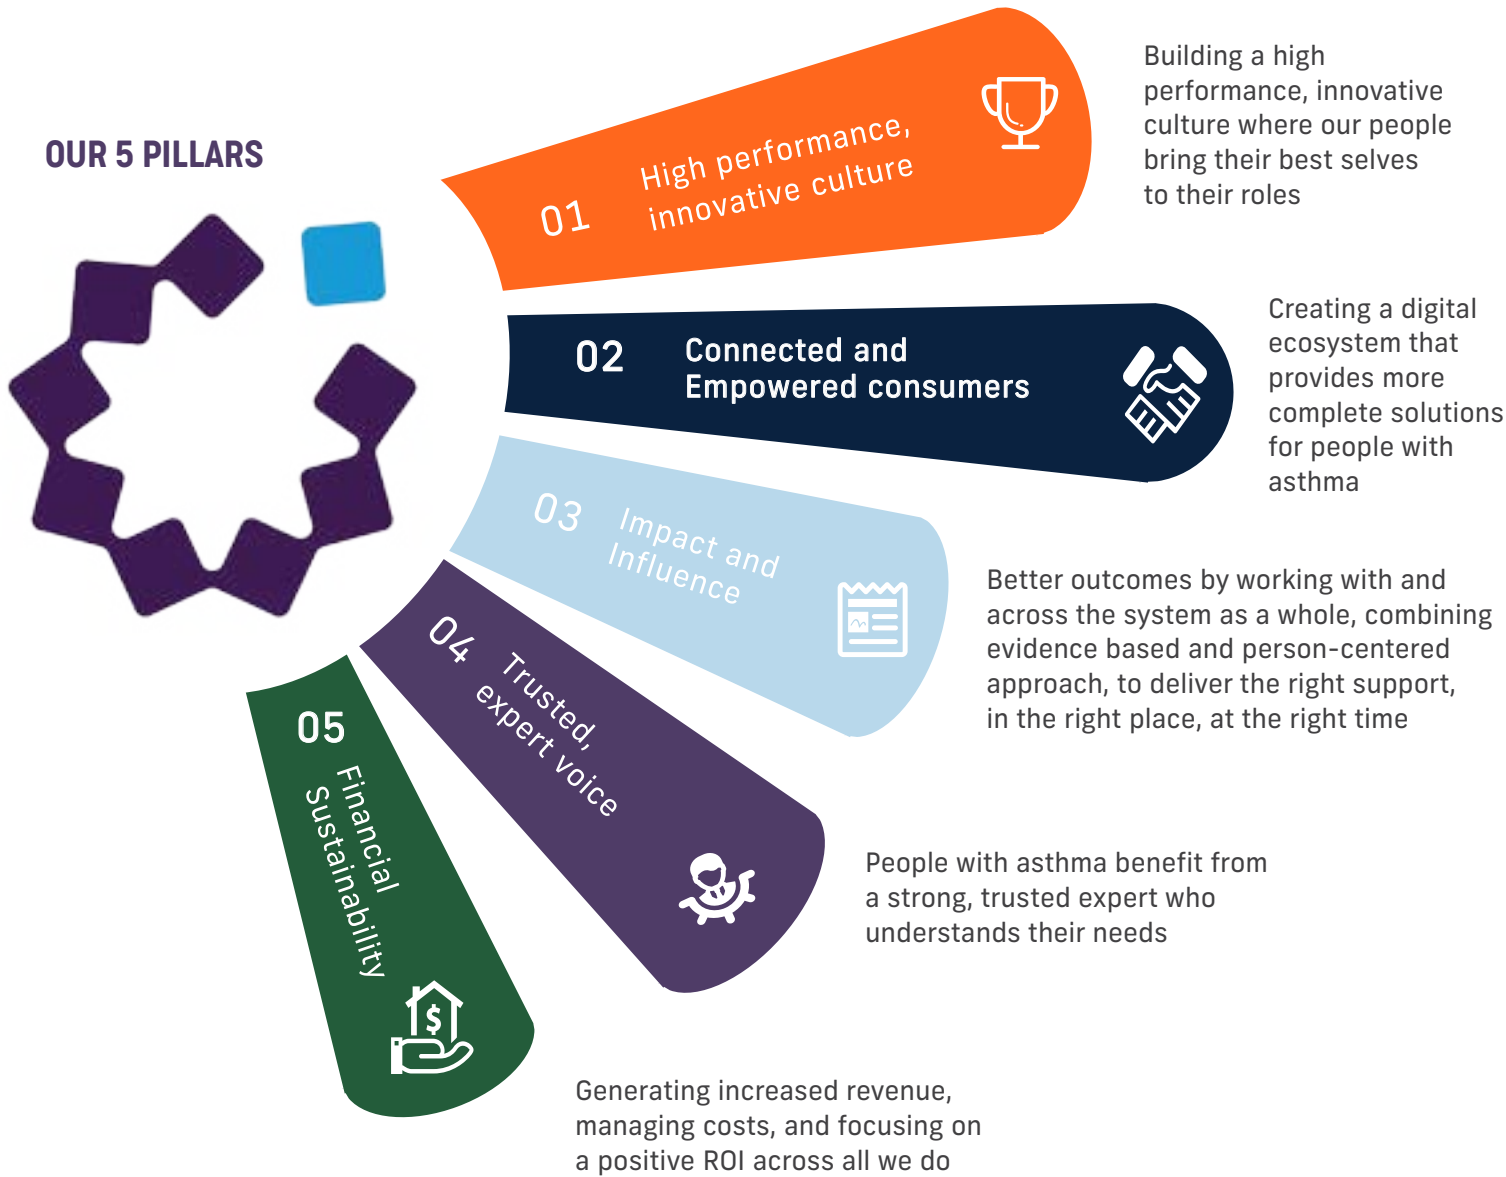 OUR 5 PILLARS
01
High performance,
innovative culture
Building a high
performance, innovative
culture where our people
bring their best selves
to their roles
02
Connected and
Empowered consumers
Creating a digital
ecosystem that
provides more
complete solutions
for people with
asthma
03
Impact and
Influence
Better outcomes by working with and
across the system as a whole, combining
evidence based and person-centered
approach, to deliver the right support,
in the right place, at the right time
04
Trusted,
expert voice
People with asthma benefit from
a strong, trusted expert who
understands their needs
05
Financial
Sustainability
$
Generating increased revenue,
managing costs, and focusing on
a positive ROI across all we do